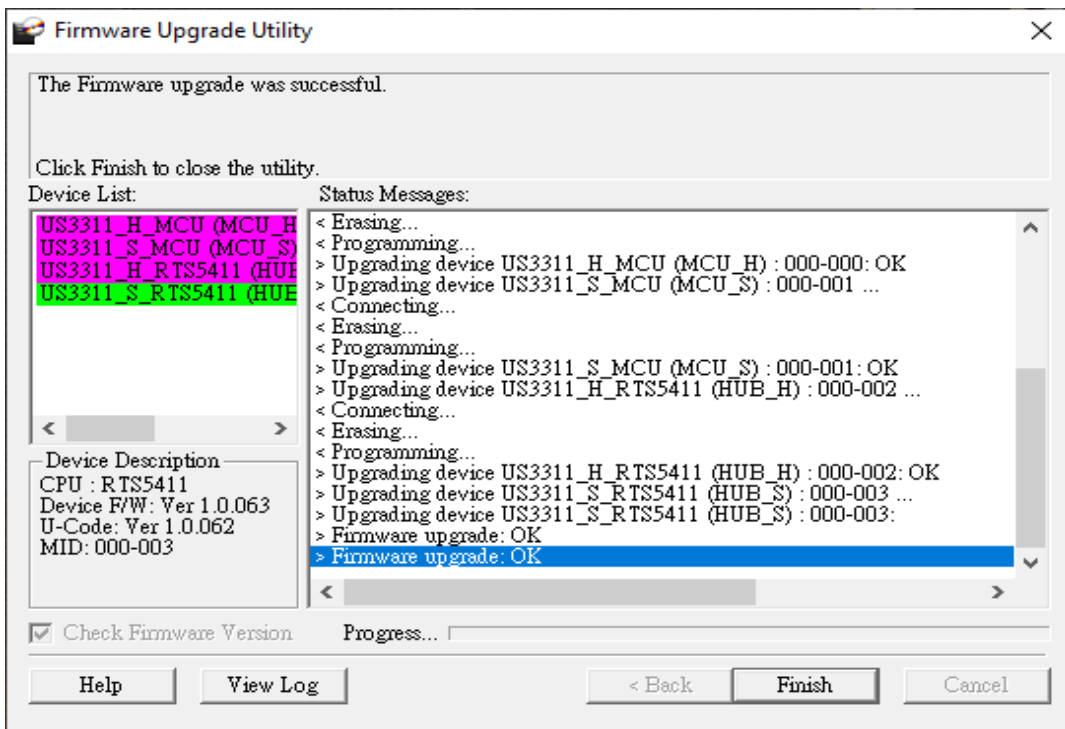 Firmware Upgrade Utility
The Firmware upgrade was successful.
Click Finish to close the utility.
Device List:
US3311_H_MCU (MCU_H
US3311_S_MCU (MCU_S)
US3311_H_RTS5411 (HUE
US3311_S_RTS5411 (HUE
Device Description
CPU : RTS5411
Device F/W: Ver 1.0.063
U-Code: Ver 1.0.062
MID: 000-003
Status Messages:
< Erasing...
< Programming...
> Upgrading device US3311_H_MCU (MCU_H) : 000-000: OK
> Upgrading device US3311_S_MCU (MCU_S) : 000-001 ...
< Connecting...
< Erasing...
< Programming...
> Upgrading device US3311_S_MCU (MCU_S) : 000-001: OK
> Upgrading device US3311_H_RTS5411 (HUB_H) : 000-002 ...
< Connecting...
< Erasing...
< Programming...
> Upgrading device US3311_H_RTS5411 (HUB_H) : 000-002: OK
> Upgrading device US3311_S_RTS5411 (HUB_S) : 000-003 ...
> Upgrading device US3311_S_RTS5411 (HUB_S) : 000-003:
> Firmware upgrade: OK
> Firmware upgrade: OK
Check Firmware Version
Progress...
Help
View Log
< Back
Finish
Cancel